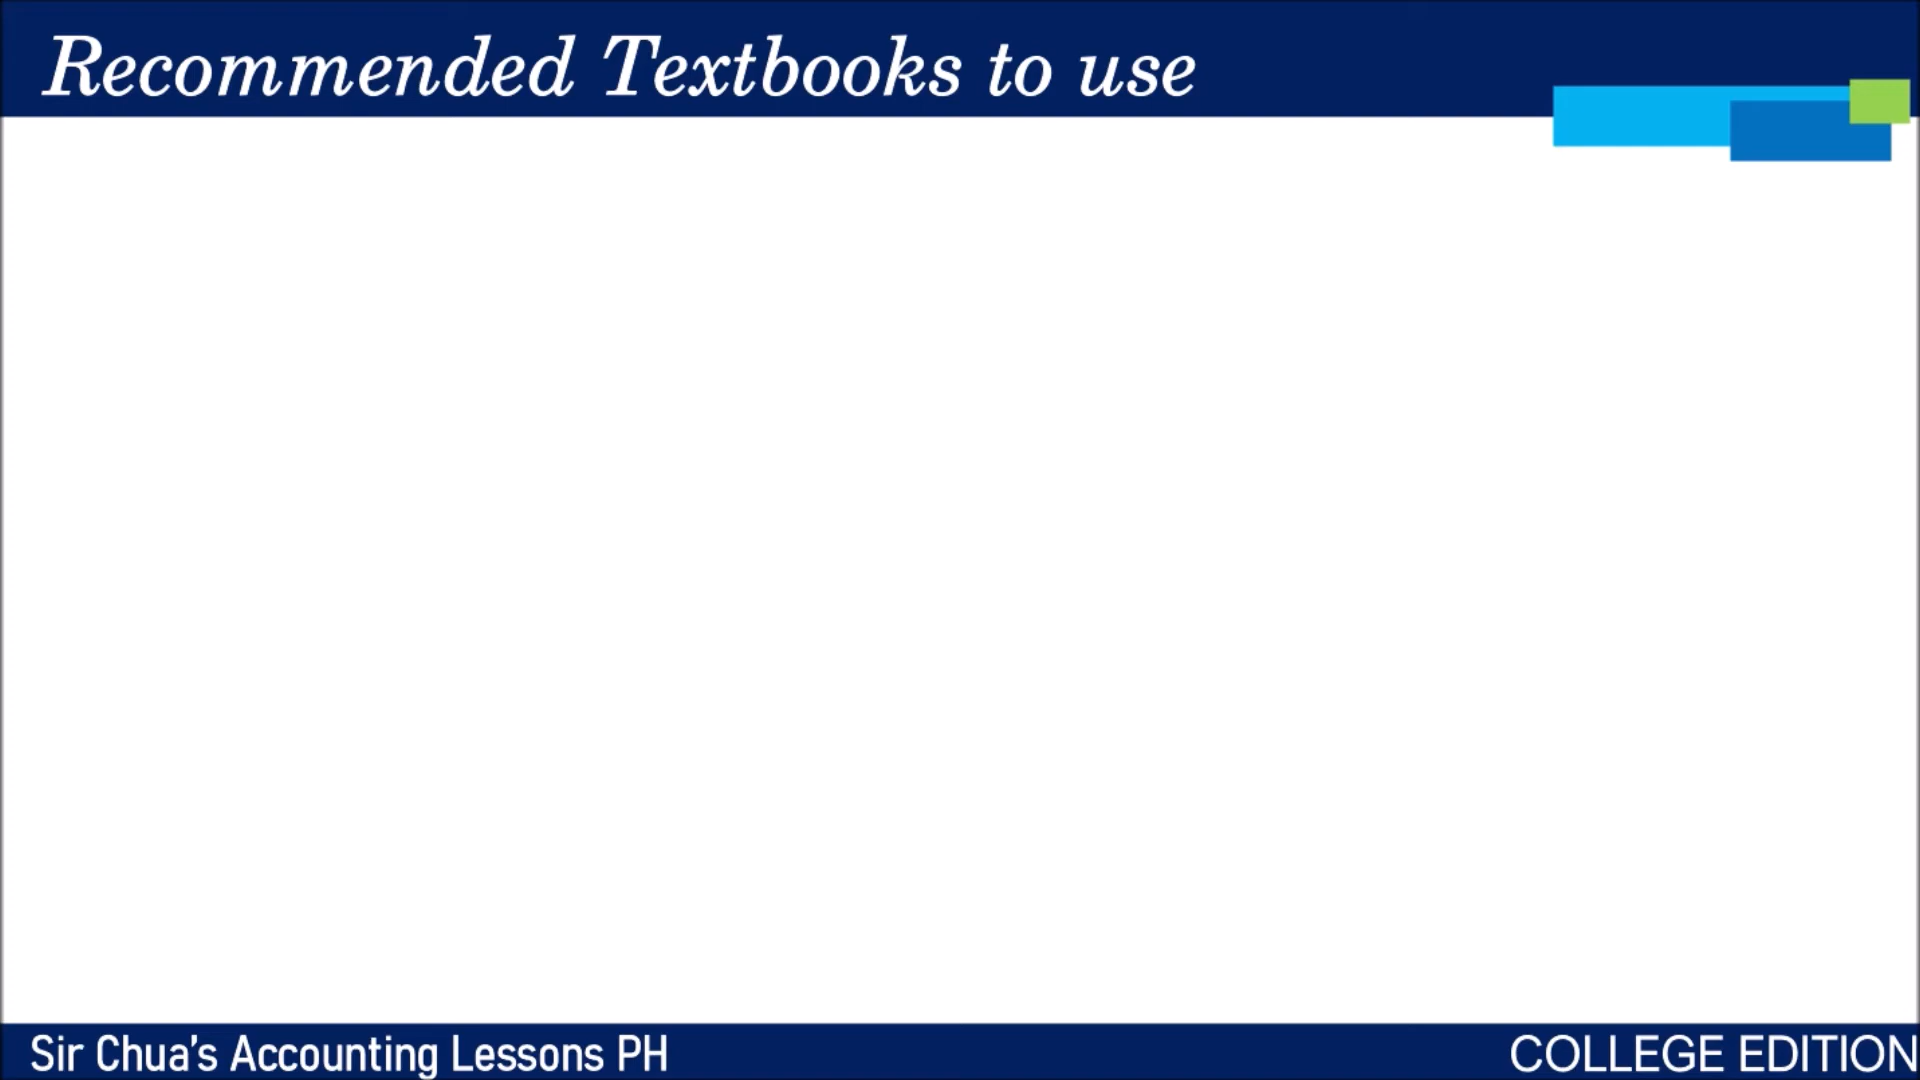 Recommended Textbooks to use
Sir Chua's Accounting Lessons PH
COLLEGE EDITION